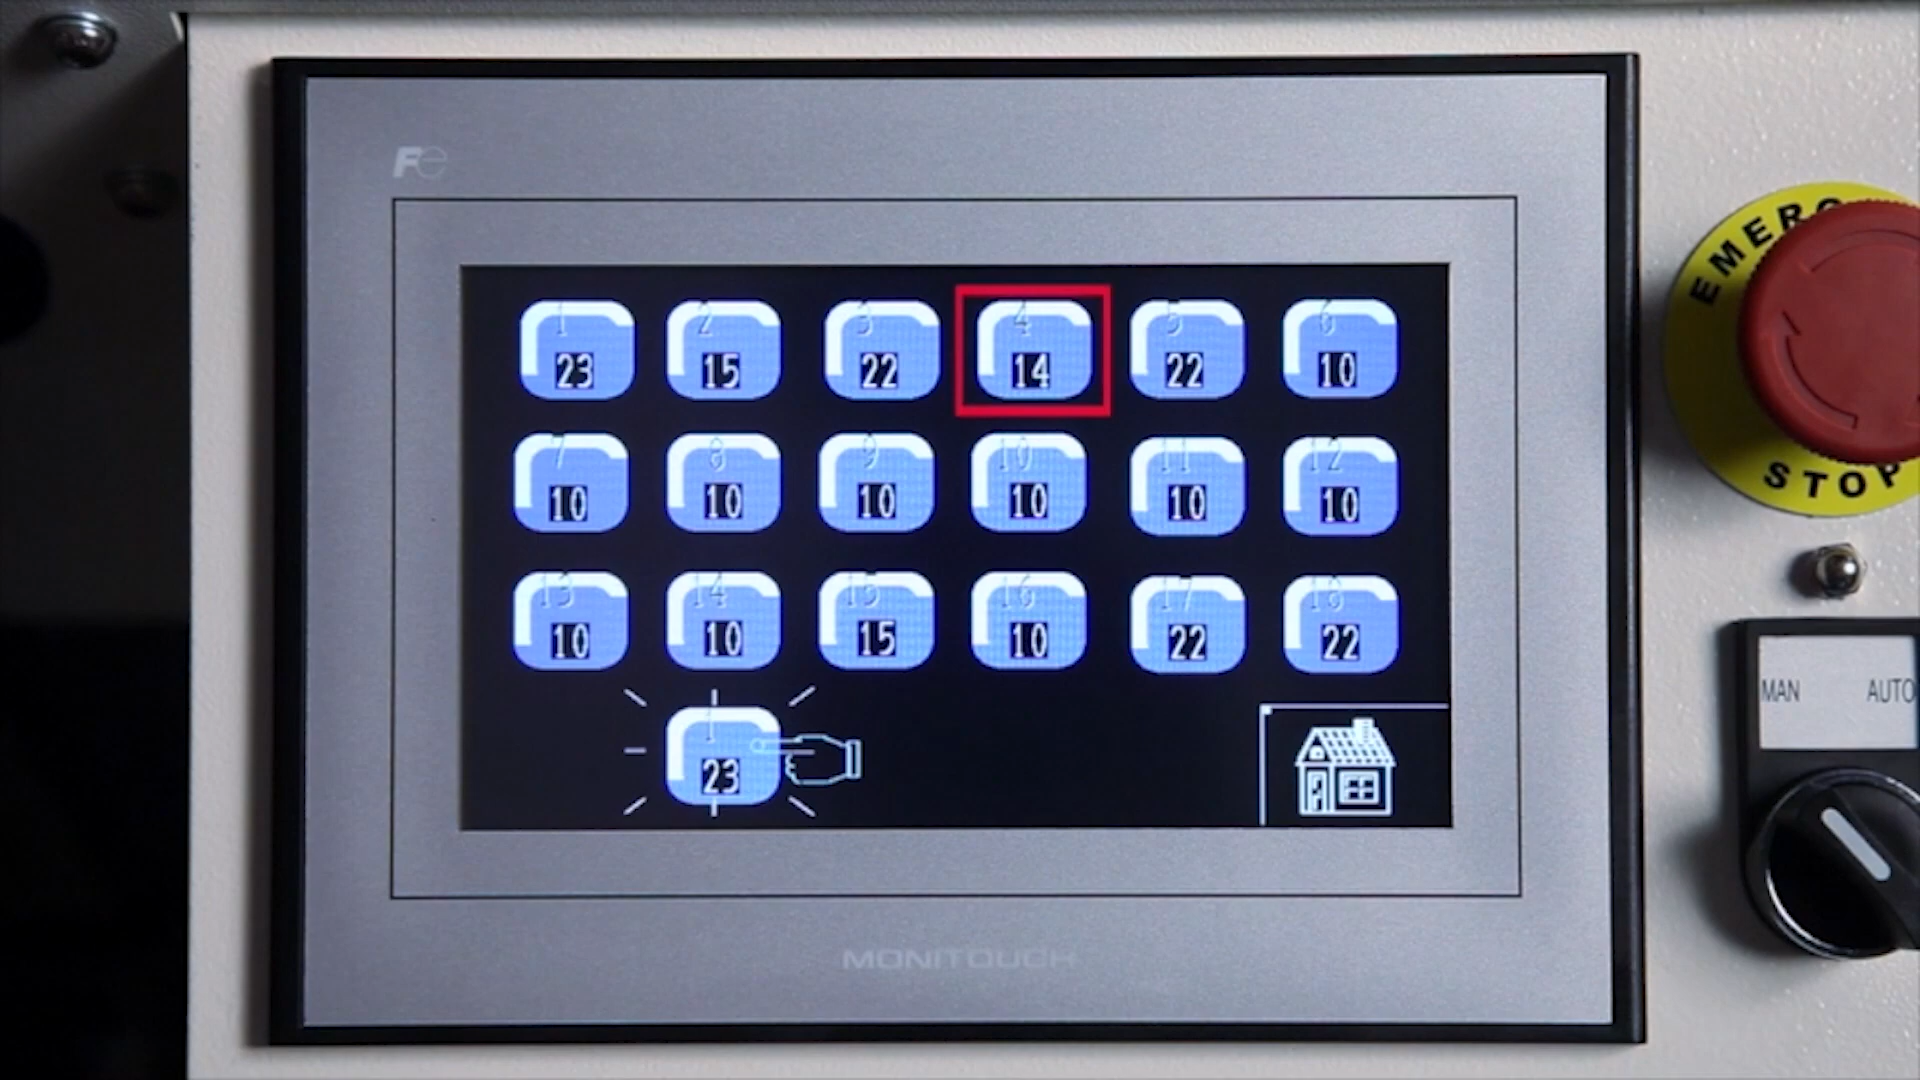 Fe
1 2 3 4 5 6
23 15 22 14 22 10
7 8 9 10 11 12
10 10 10 10 10 10
13 14 15 16 17 18
10 10 15 10 22 22
1
23
MONITOUCH
EMERG
STOP
MAN AUTO